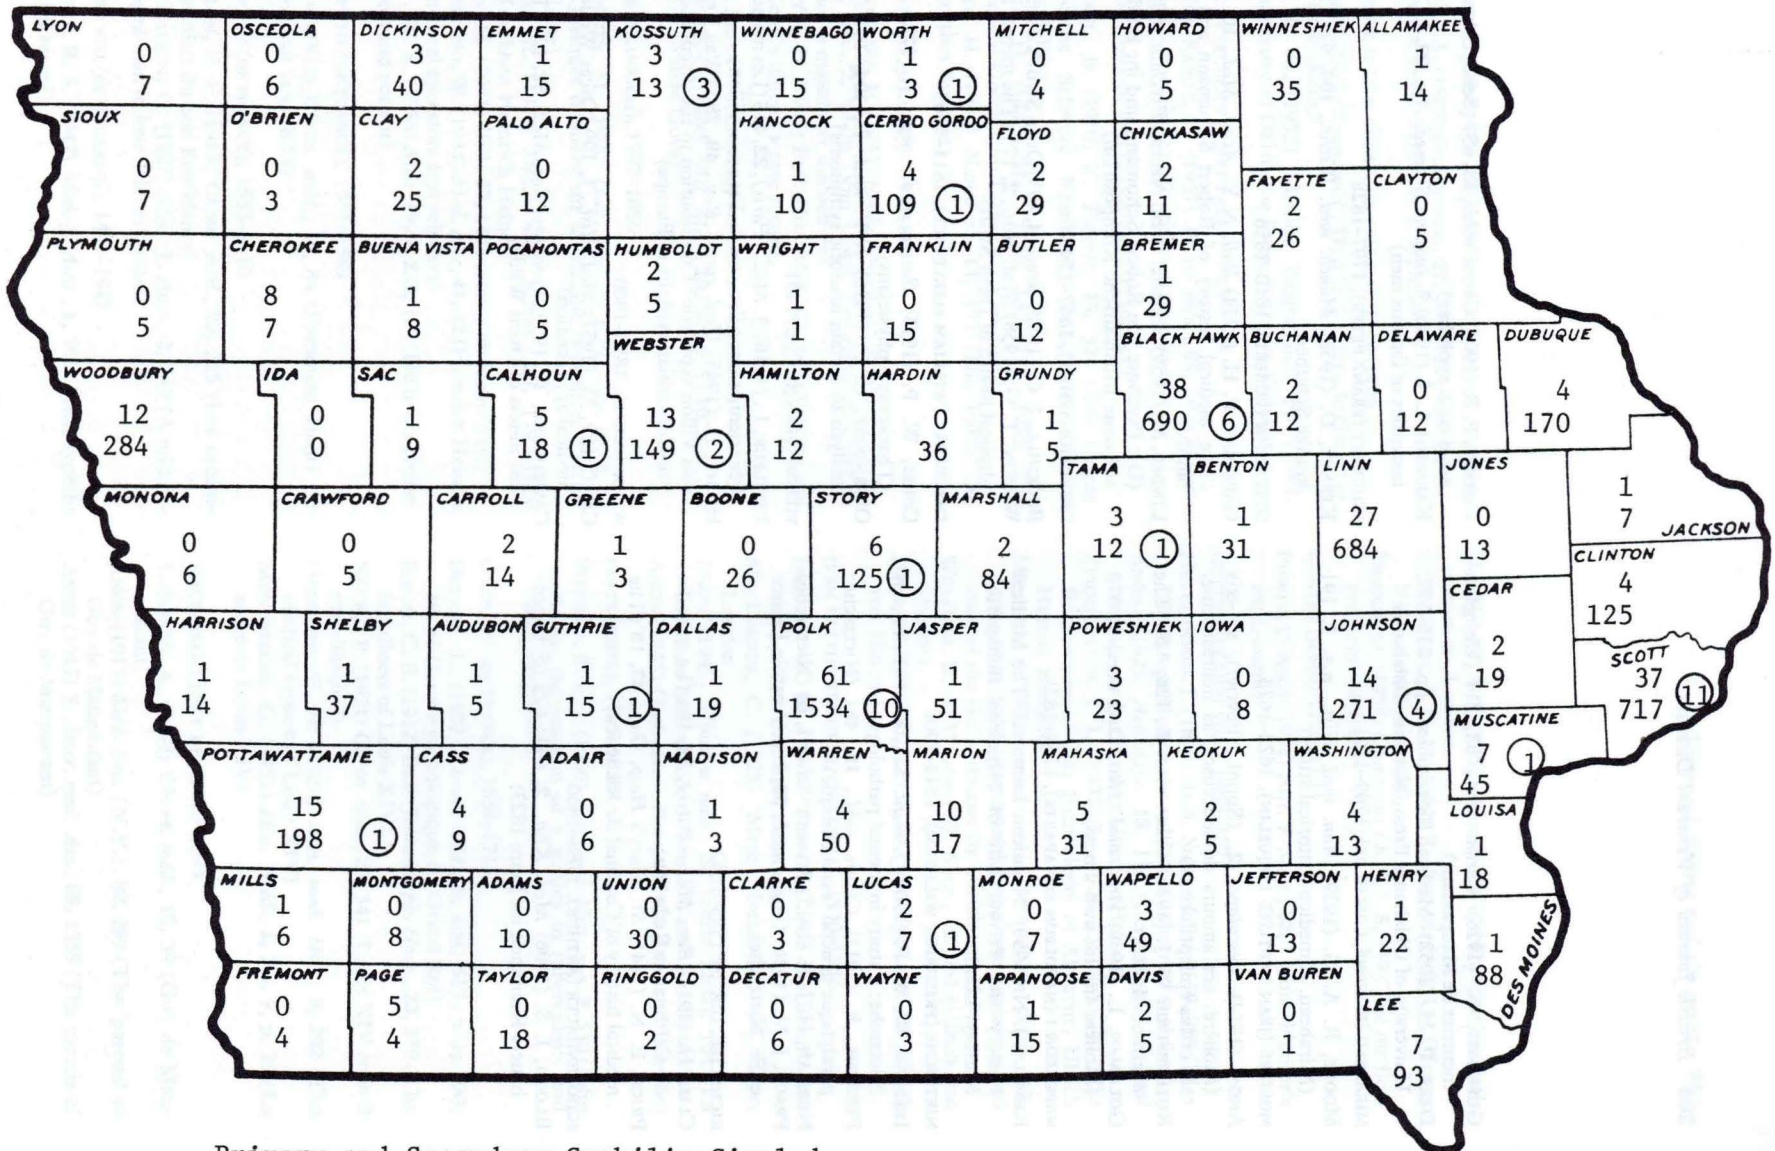 LYON OSCEOLA DICKINSON EMMET KOSSUTH WINNEBAGO WORTH MITCHELL HOWARD WINNESHIEK ALLAMAKEE
0 0 3 1 3 0 1 0 0 0 1
7 6 40 15 13 3 15 3 1 4 5 35 14
SIOUX O'BRIEN CLAY PALO ALTO HANCOCK CERRO GORDO FLOYD CHICKASAW
0 0 2 0 1 4 2 2
7 3 25 12 10 109 1 29 11
FAYETTE CLAYTON
2 0
26 5
PLYMOUTH CHEROKEE BUENA VISTA POCAHONTAS HUMBOLDT WRIGHT FRANKLIN BUTLER BREMER
0 8 1 0 2 1 0 0 1
5 7 8 5 5 1 15 12 29
WOODBURY IDA SAC CALHOUN WEBSTER HAMILTON HARDIN GRUNDY BLACK HAWK BUCHANAN DELAWARE DUBUQUE
12 0 1 5 13 2 0 1 38 2 0 4
284 0 9 18 1 149 2 12 36 5 690 6 12 12 170
MONONA CRAWFORD CARROLL GREENE BOONE STORY MARSHALL TAMA BENTON LINN JONES
0 0 2 1 0 6 2 3 1 27 0
6 5 14 3 26 125 1 84 12 1 31 684 13
1
7
JACKSON
CLINTON
4
125
CEDAR
2
19
HARRISON SHELBY AUDUBON GUTHRIE DALLAS POLK JASPER POWESHIEK IOWA JOHNSON
1 1 1 1 1 61 1 3 0 14
14 37 5 15 1 19 1534 10 51 23 8 271 4
SCOTT
37
717 11
MUSCATINE
7 1
45
POTTAWATTAMIE CASS ADAIR MADISON WARREN MARION MAHASKA KEOKUK WASHINGTON
15 4 0 1 4 10 5 2 4
198 1 9 6 3 50 17 31 5 13
LOUISA
1
18
MILLS MONTGOMERY ADAMS UNION CLARKE LUCAS MONROE WAPELLO JEFFERSON HENRY
1 0 0 0 0 2 0 3 0 1
6 8 10 30 3 7 1 7 49 13 22
1
88
DES MOINES
FREMONT PAGE TAYLOR RINGGOLD DECATUR WAYNE APPANOOSE DAVIS VAN BUREN LEE
0 5 0 0 0 0 1 2 0 7
4 4 18 2 6 3 15 5 1 93
Primary and Secondary Syphilis Circled